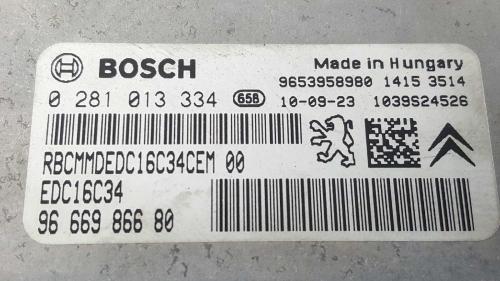 BOSCH
Made in Hungary
9653958980 1415 3514
0 281 013 334 65B 10-09-23 1039S24526
RBCMMDEDC16C34CEM 00
EDC16C34
96 669 866 80